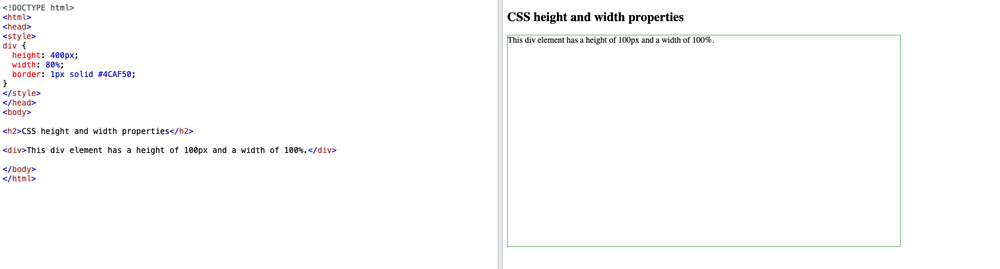 <!DOCTYPE html>
<html>
<head>
<style>
div {
  height: 400px;
  width: 80%;
  border: 1px solid #4CAF50;
}
</style>
</head>
<body>
<h2>CSS height and width properties</h2>
<div>This div element has a height of 100px and a width of 100%.</div>
</body>
</html>
CSS height and width properties
This div element has a height of 100px and a width of 100%.